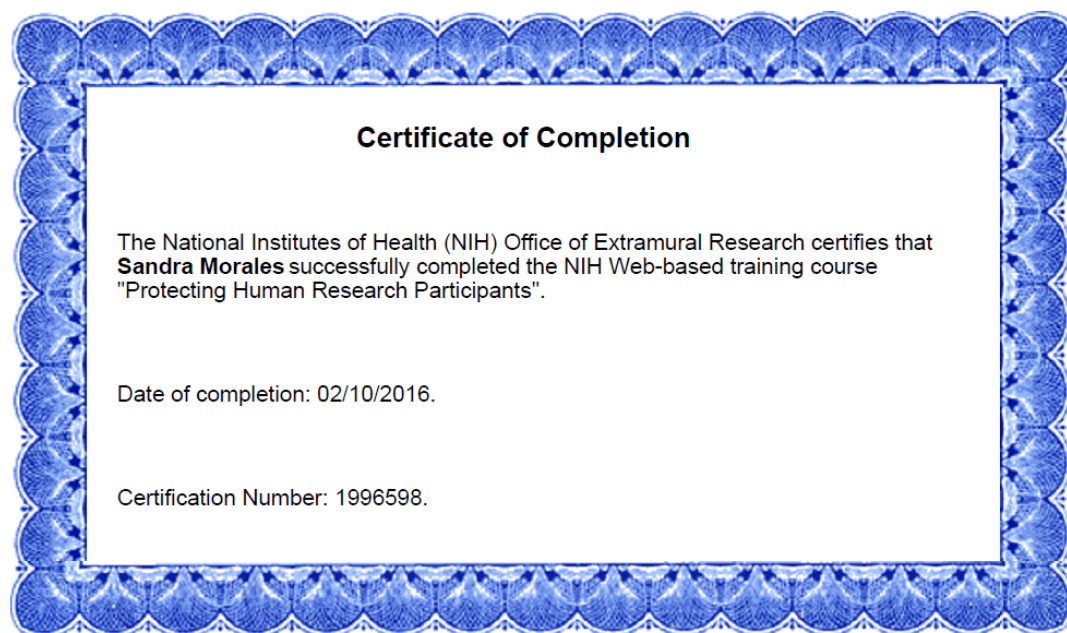 Certificate of Completion
The National Institutes of Health (NIH) Office of Extramural Research certifies that
Sandra Morales successfully completed the NIH Web-based training course
"Protecting Human Research Participants".
Date of completion: 02/10/2016.
Certification Number: 1996598.